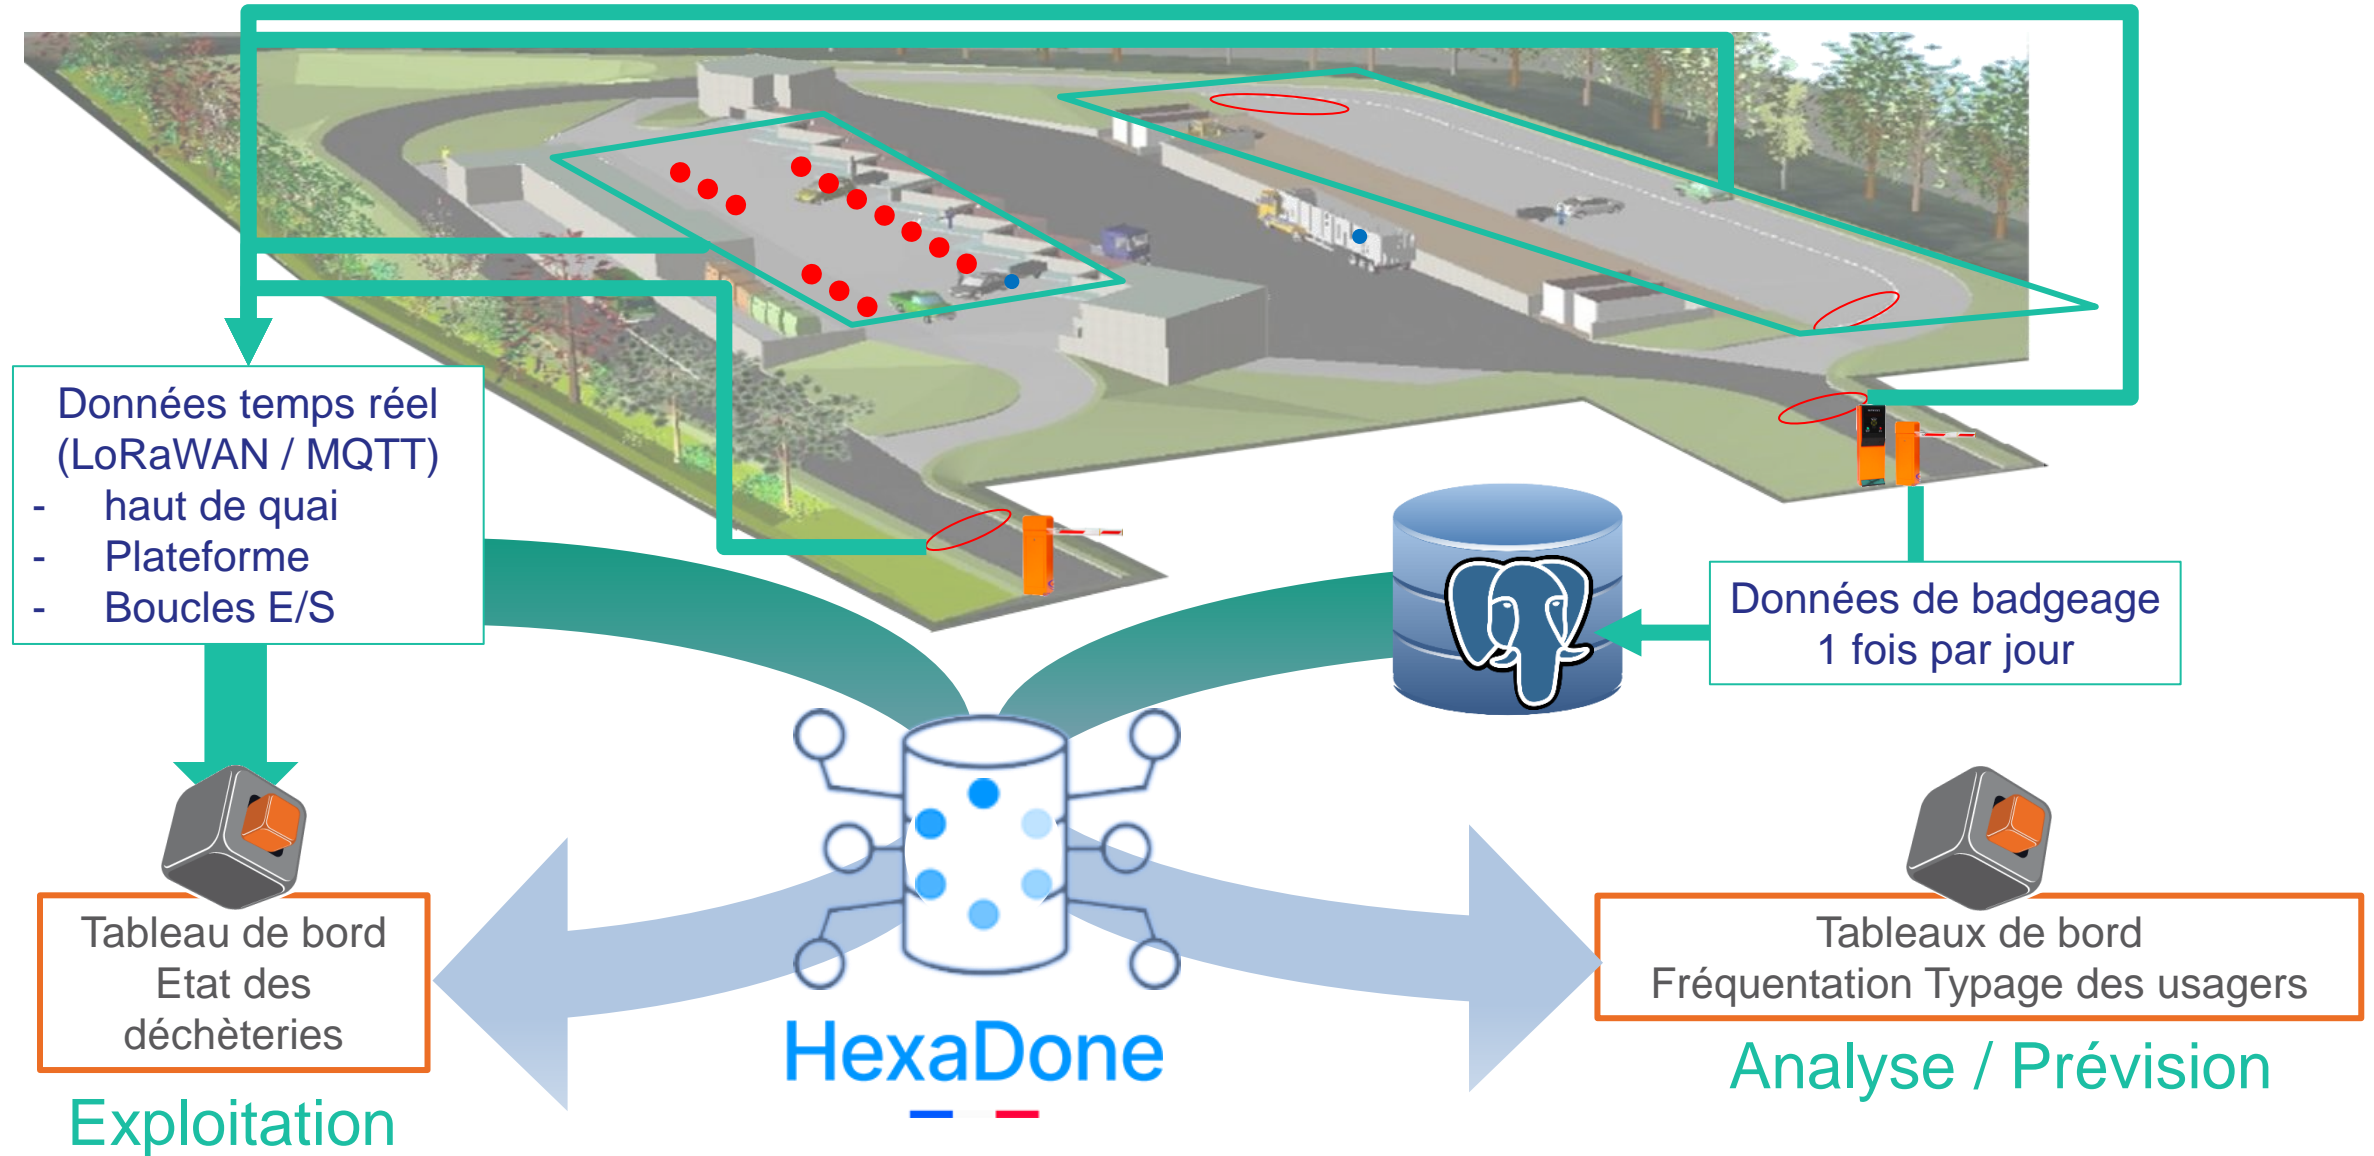 Données temps réel
(LoRaWAN / MQTT)
- haut de quai
- Plateforme
- Boucles E/S
Données de badgeage
1 fois par jour
Tableau de bord
Etat des
déchèteries
Exploitation
HexaDone
Tableaux de bord
Fréquentation Typage des usagers
Analyse / Prévision